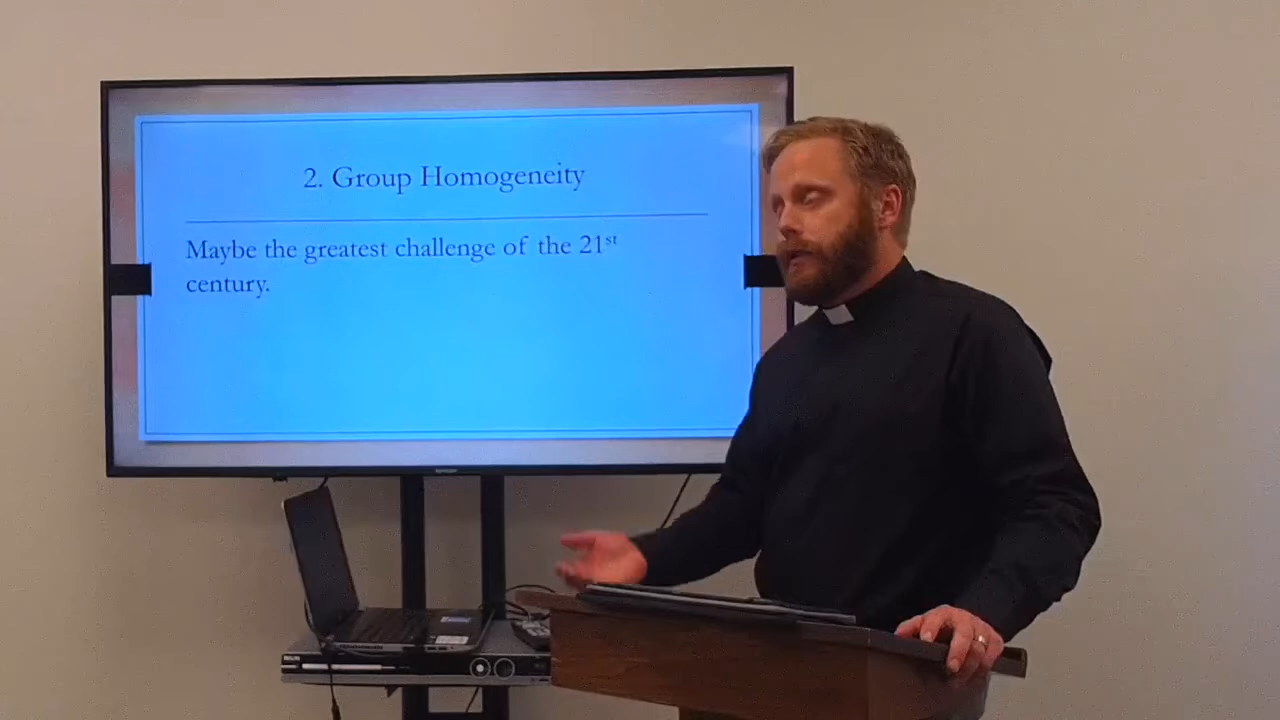 2. Group Homogeneity
Maybe the greatest challenge of the 21st
century.